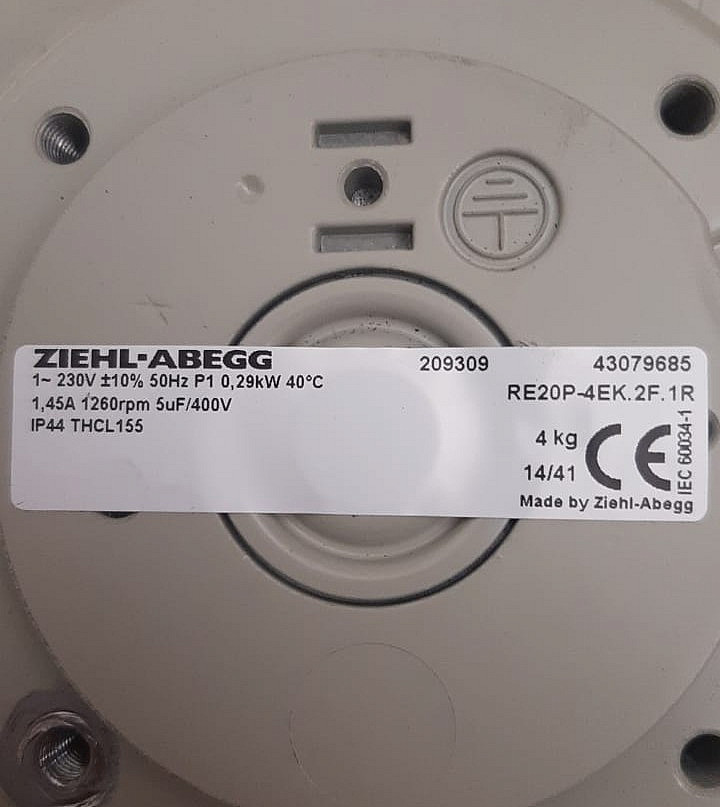 ZIEHL-ABEGG 209309 43079685
1~ 230V ±10% 50Hz P1 0,29kW 40°C
RE20P-4EK.2F.1R
1,45A 1260rpm 5uF/400V
IP44 THCL155
4 kg
14/41
CE
IEC 60034-1
Made by Ziehl-Abegg